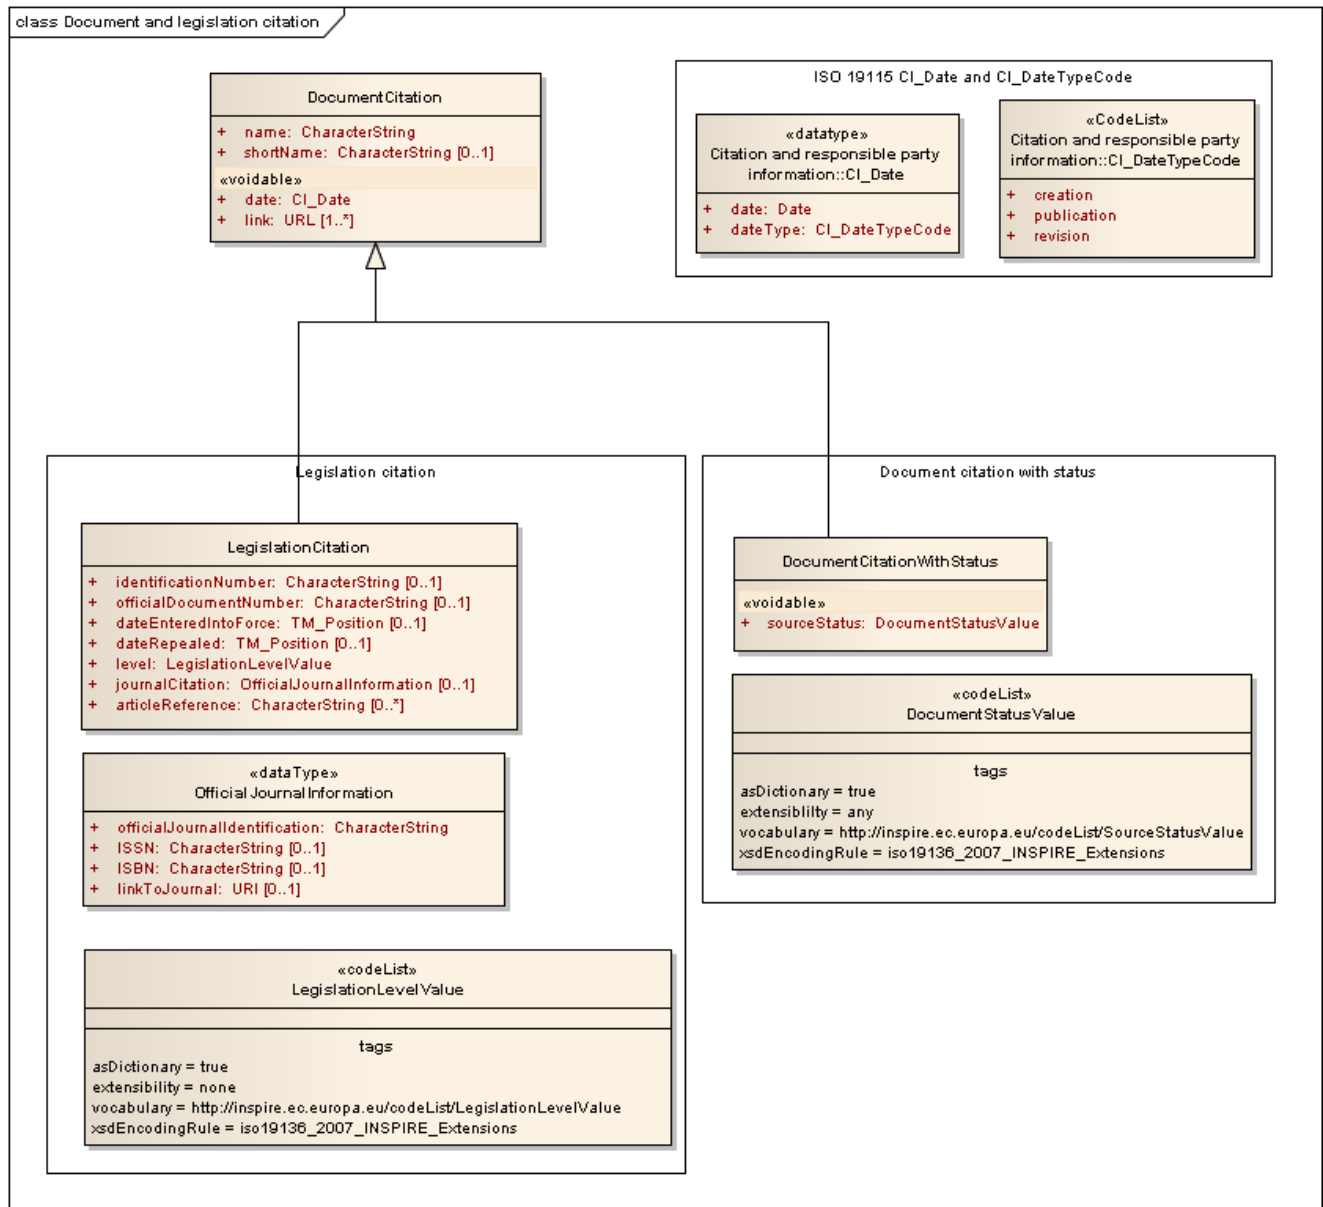 class Document and legislation citation
DocumentCitation
+ name: CharacterString
+ shortName: CharacterString [0..1]
«voidable»
+ date: CI_Date
+ link: URL [1..*]
ISO 19115 CI_Date and CI_DateTypeCode
«datatype»
Citation and responsible party
information::CI_Date
+ date: Date
+ dateType: CI_DateTypeCode
«CodeList»
Citation and responsible party
information::CI_DateTypeCode
+ creation
+ publication
+ revision
Legislation citation
LegislationCitation
+ identificationNumber: CharacterString [0..1]
+ officialDocumentNumber: CharacterString [0..1]
+ dateEnteredIntoForce: TM_Position [0..1]
+ dateRepealed: TM_Position [0..1]
+ level: LegislationLevelValue
+ journalCitation: OfficialJournalInformation [0..1]
+ articleReference: CharacterString [0..*]
«dataType»
OfficialJournalInformation
+ officialJournalIdentification: CharacterString
+ ISSN: CharacterString [0..1]
+ ISBN: CharacterString [0..1]
+ linkToJournal: URI [0..1]
«codeList»
LegislationLevelValue
tags
asDictionary = true
extensibility = none
vocabulary = http://inspire.ec.europa.eu/codeList/LegislationLevelValue
xsdEncodingRule = iso19136_2007_INSPIRE_Extensions
Document citation with status
DocumentCitationWithStatus
«voidable»
+ sourceStatus: DocumentStatusValue
«codeList»
DocumentStatusValue
tags
asDictionary = true
extensiblilty = any
vocabulary = http://inspire.ec.europa.eu/codeList/SourceStatusValue
xsdEncodingRule = iso19136_2007_INSPIRE_Extensions